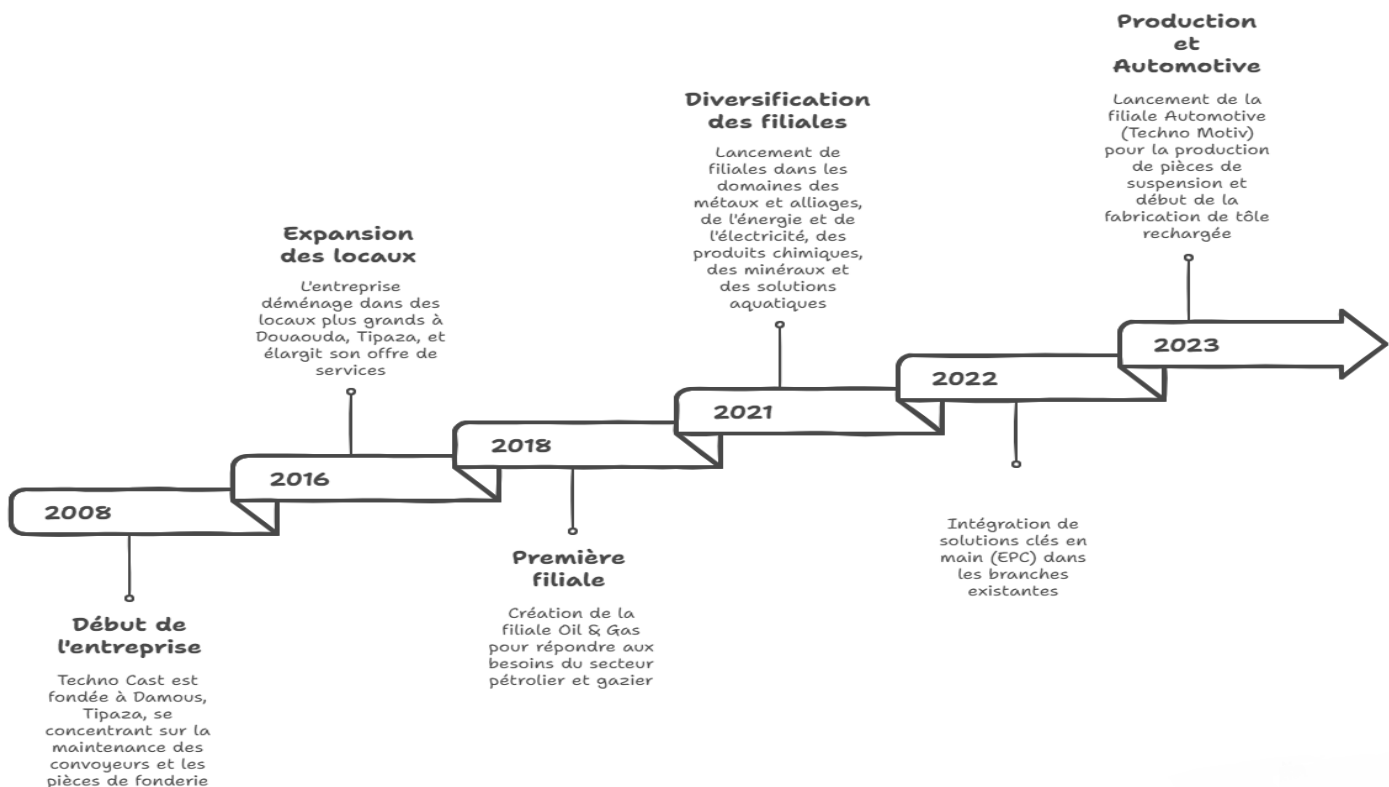 2008
Début de
l'entreprise
Techno Cast est
fondée à Damous,
Tipaza, se
concentrant sur la
maintenance des
convoyeurs et les
pièces de fonderie
2016
Expansion
des locaux
L'entreprise
déménage dans des
locaux plus grands à
Douaouda, Tipaza, et
élargit son offre de
services
2018
Première
filiale
Création de la
filiale Oil & Gas
pour répondre aux
besoins du secteur
pétrolier et gazier
2021
Diversification
des filiales
Lancement de
filiales dans les
domaines des
métaux et alliages,
de l'énergie et de
l'électricité, des
produits chimiques,
des minéraux et
des solutions
aquatiques
2022
Intégration de
solutions clés en
main (EPC) dans
les branches
existantes
2023
Production
et
Automotive
Lancement de la
filiale Automotive
(Techno Motiv)
pour la production
de pièces de
suspension et
début de la
fabrication de tôle
rechargée